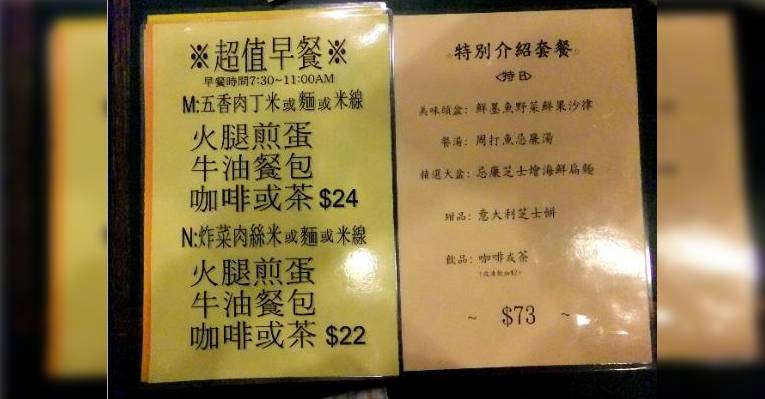 ※超值早餐※
早餐時間7:30~11:00AM
M:五香肉丁米或麵或米線
火腿煎蛋
牛油餐包
咖啡或茶 $24
N:炸菜肉絲米或麵或米線
火腿煎蛋
牛油餐包
咖啡或茶 $22
特別介紹套餐
美味頭盆: 鮮墨魚野菜鮮果沙律
餐湯: 周打魚忌廉湯
精選大盆: 忌廉芝士燴海鮮扁麵
甜品: 意大利芝士餅
飲品: 咖啡或茶
~ $73 ~